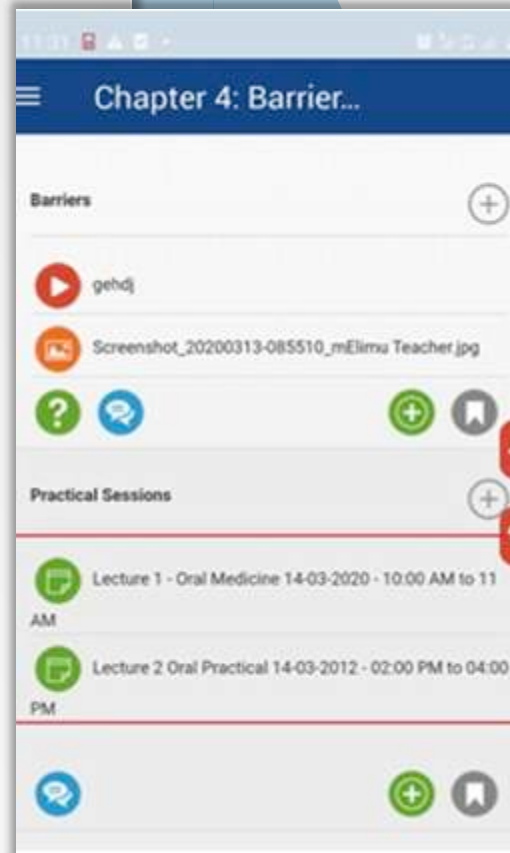 11:31
Chapter 4: Barrier...
Barriers
gehdj
Screenshot_20200313-085510_mElimu Teacher.jpg
Practical Sessions
Lecture 1 - Oral Medicine 14-03-2020 - 10:00 AM to 11
AM
Lecture 2 Oral Practical 14-03-2012 - 02:00 PM to 04:00
PM